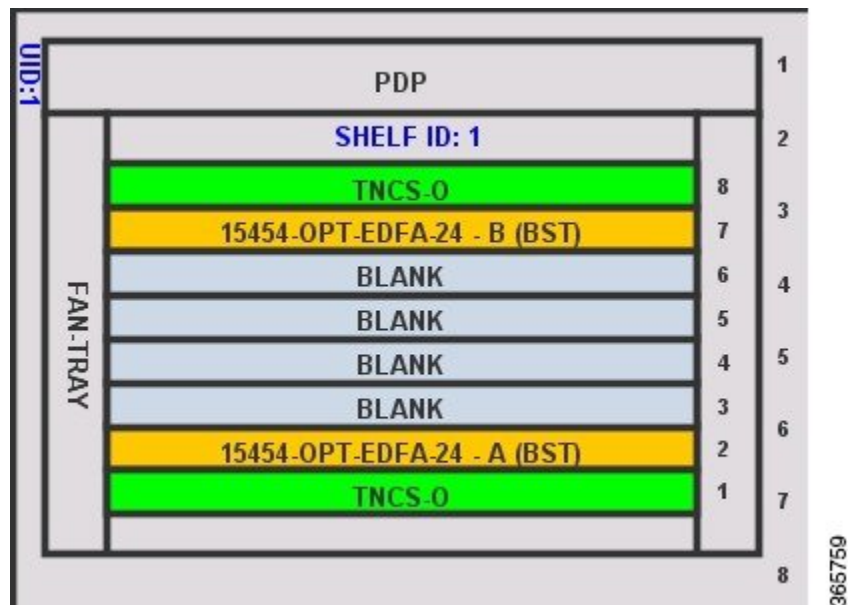 UID:1
PDP
1
SHELF ID: 1
2
TNCS-O
8
3
15454-OPT-EDFA-24 - B (BST)
7
BLANK
6
4
BLANK
5
BLANK
4
5
BLANK
3
6
15454-OPT-EDFA-24 - A (BST)
2
TNCS-O
1
7
8
FAN-TRAY
365759